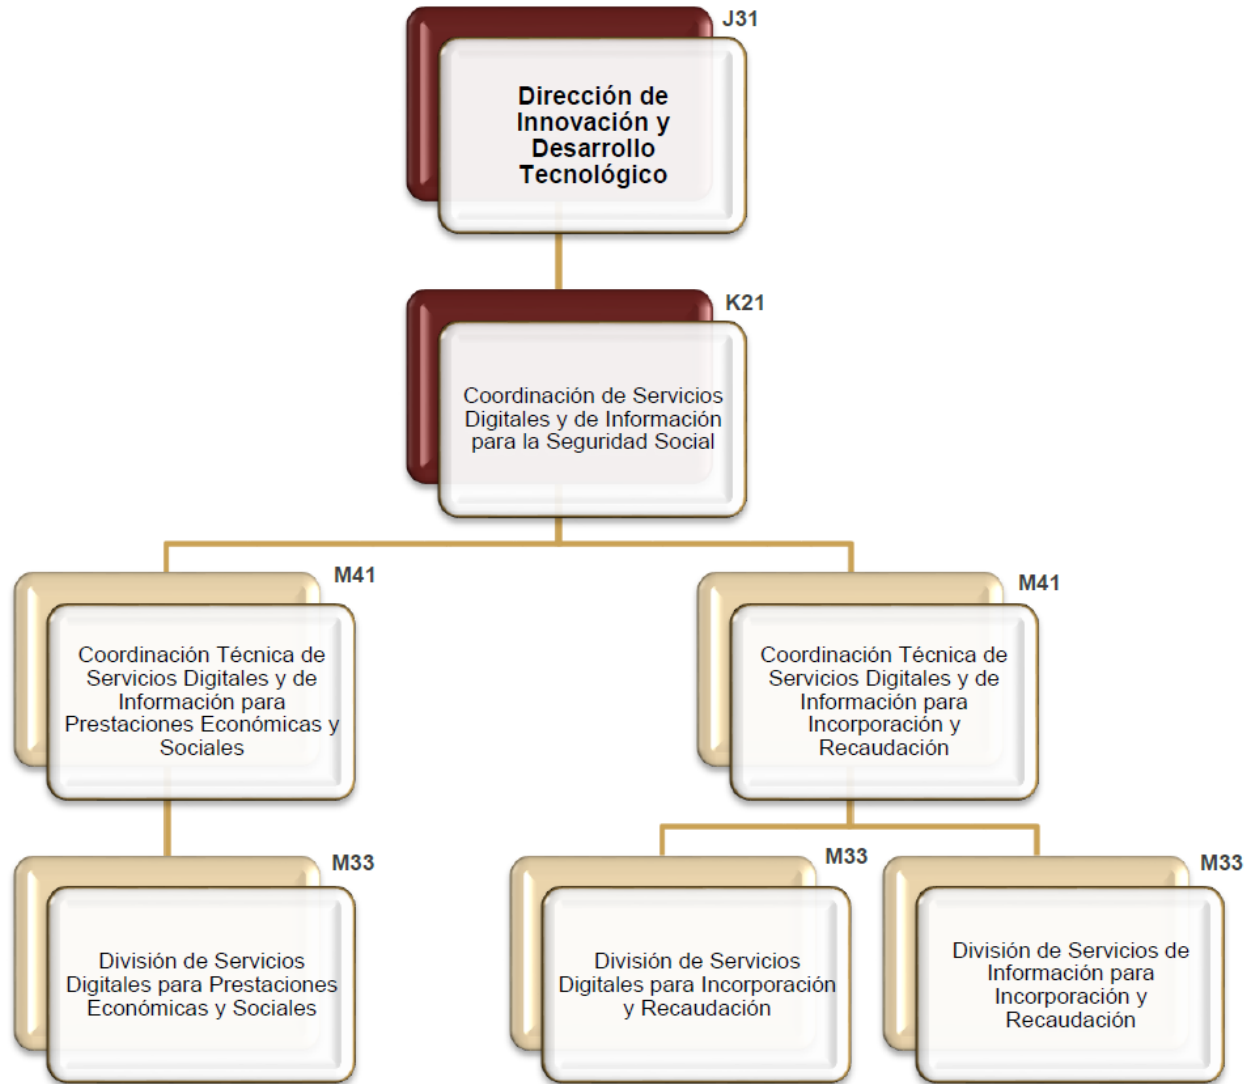 J31
Dirección de
Innovación y
Desarrollo
Tecnológico
K21
Coordinación de Servicios
Digitales y de Información
para la Seguridad Social
M41
Coordinación Técnica de
Servicios Digitales y de
Información para
Prestaciones Económicas y
Sociales
M41
Coordinación Técnica de
Servicios Digitales y de
Información para
Incorporación y
Recaudación
M33
División de Servicios
Digitales para Prestaciones
Económicas y Sociales
M33
División de Servicios
Digitales para Incorporación
y Recaudación
M33
División de Servicios de
Información para
Incorporación y
Recaudación